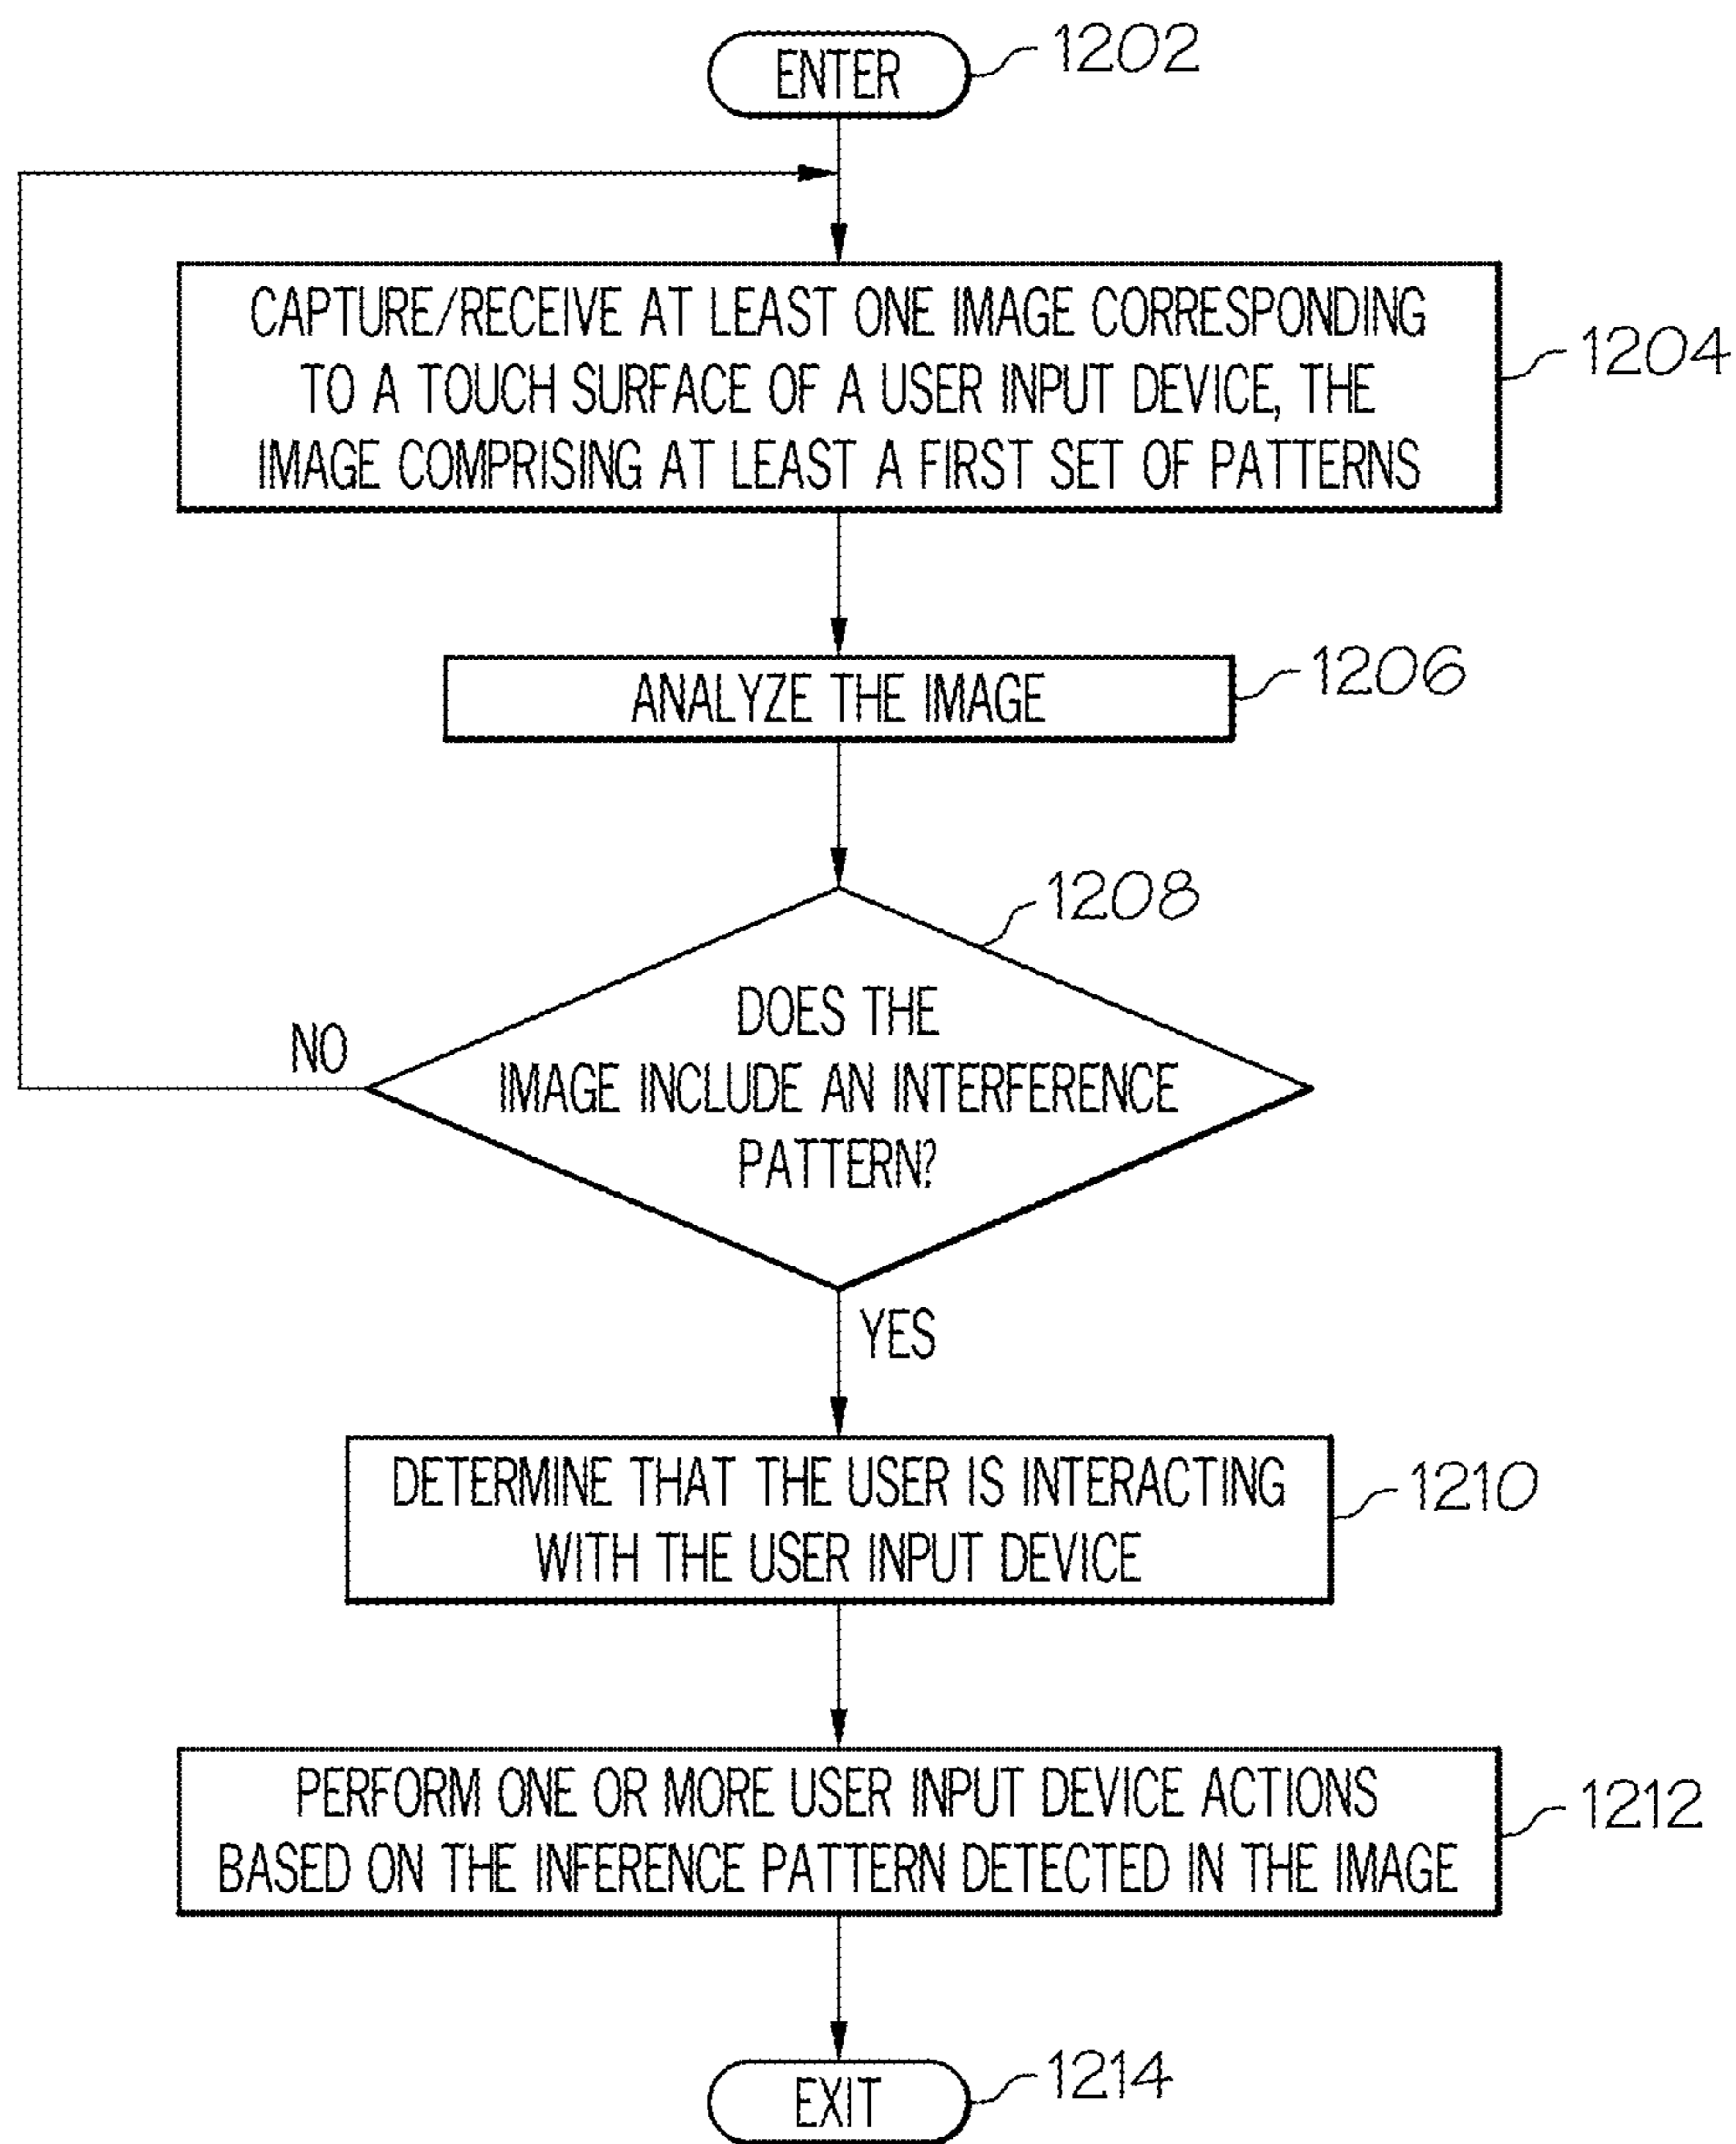 ENTER
1202
CAPTURE/RECEIVE AT LEAST ONE IMAGE CORRESPONDING
TO A TOUCH SURFACE OF A USER INPUT DEVICE, THE
IMAGE COMPRISING AT LEAST A FIRST SET OF PATTERNS
1204
ANALYZE THE IMAGE
1206
1208
DOES THE
IMAGE INCLUDE AN INTERFERENCE
PATTERN?
NO
YES
DETERMINE THAT THE USER IS INTERACTING
WITH THE USER INPUT DEVICE
1210
PERFORM ONE OR MORE USER INPUT DEVICE ACTIONS
BASED ON THE INFERENCE PATTERN DETECTED IN THE IMAGE
1212
EXIT
1214